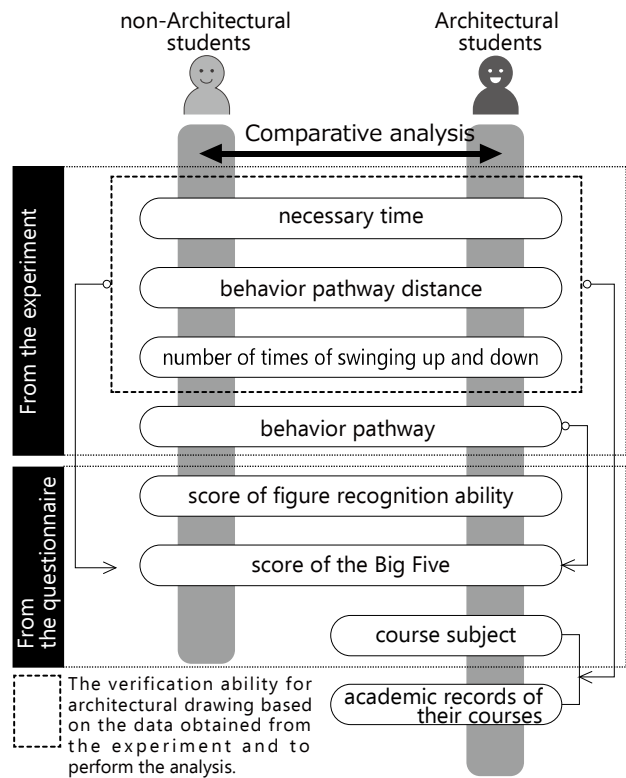 non-Architectural
students
Architectural
students
Comparative analysis
From the experiment
necessary time
behavior pathway distance
number of times of swinging up and down
behavior pathway
From
the questionnaire
score of figure recognition ability
score of the Big Five
course subject
academic records of
their courses
The verification ability for
architectural drawing based
on the data obtained from
the experiment and to
perform the analysis.